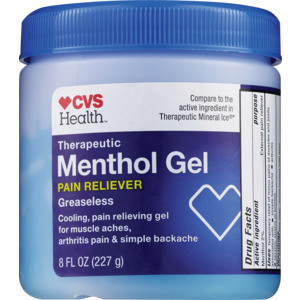 CVS
Health™
Compare to the
active ingredient in
Therapeutic Mineral Ice®*
Therapeutic
Menthol Gel
PAIN RELIEVER
Greaseless
Cooling, pain relieving gel
for muscle aches,
arthritis pain & simple backache
8 FL OZ (227 g)
Drug Facts
Active ingredient
purpose